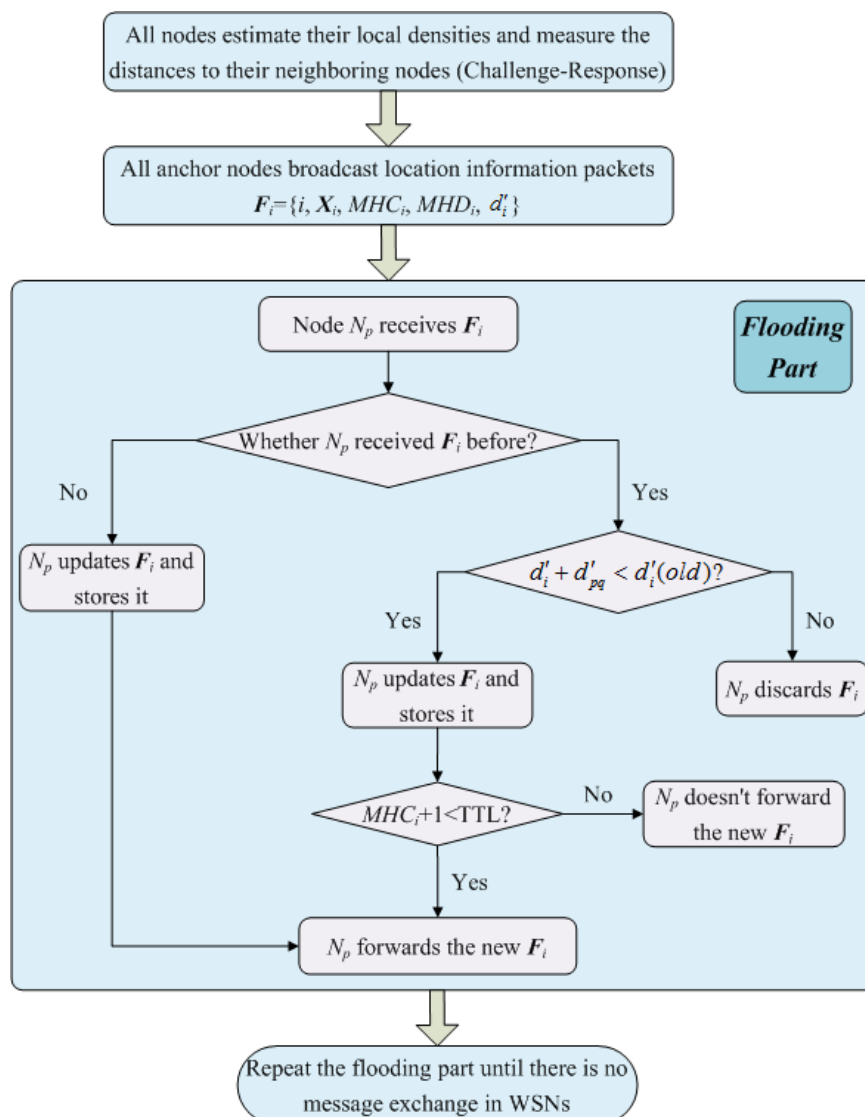 All nodes estimate their local densities and measure the
distances to their neighboring nodes (Challenge-Response)
All anchor nodes broadcast location information packets
Fᵢ={i, Xᵢ, MHCᵢ, MHDᵢ, d'ᵢ}
Node Nₚ receives Fᵢ
Flooding
Part
Whether Nₚ received Fᵢ before?
No
Yes
Nₚ updates Fᵢ and
stores it
d'ᵢ + d'pq < d'ᵢ(old)?
Yes
No
Nₚ updates Fᵢ and
stores it
Nₚ discards Fᵢ
MHCᵢ+1<TTL?
No
Nₚ doesn't forward
the new Fᵢ
Yes
Nₚ forwards the new Fᵢ
Repeat the flooding part until there is no
message exchange in WSNs